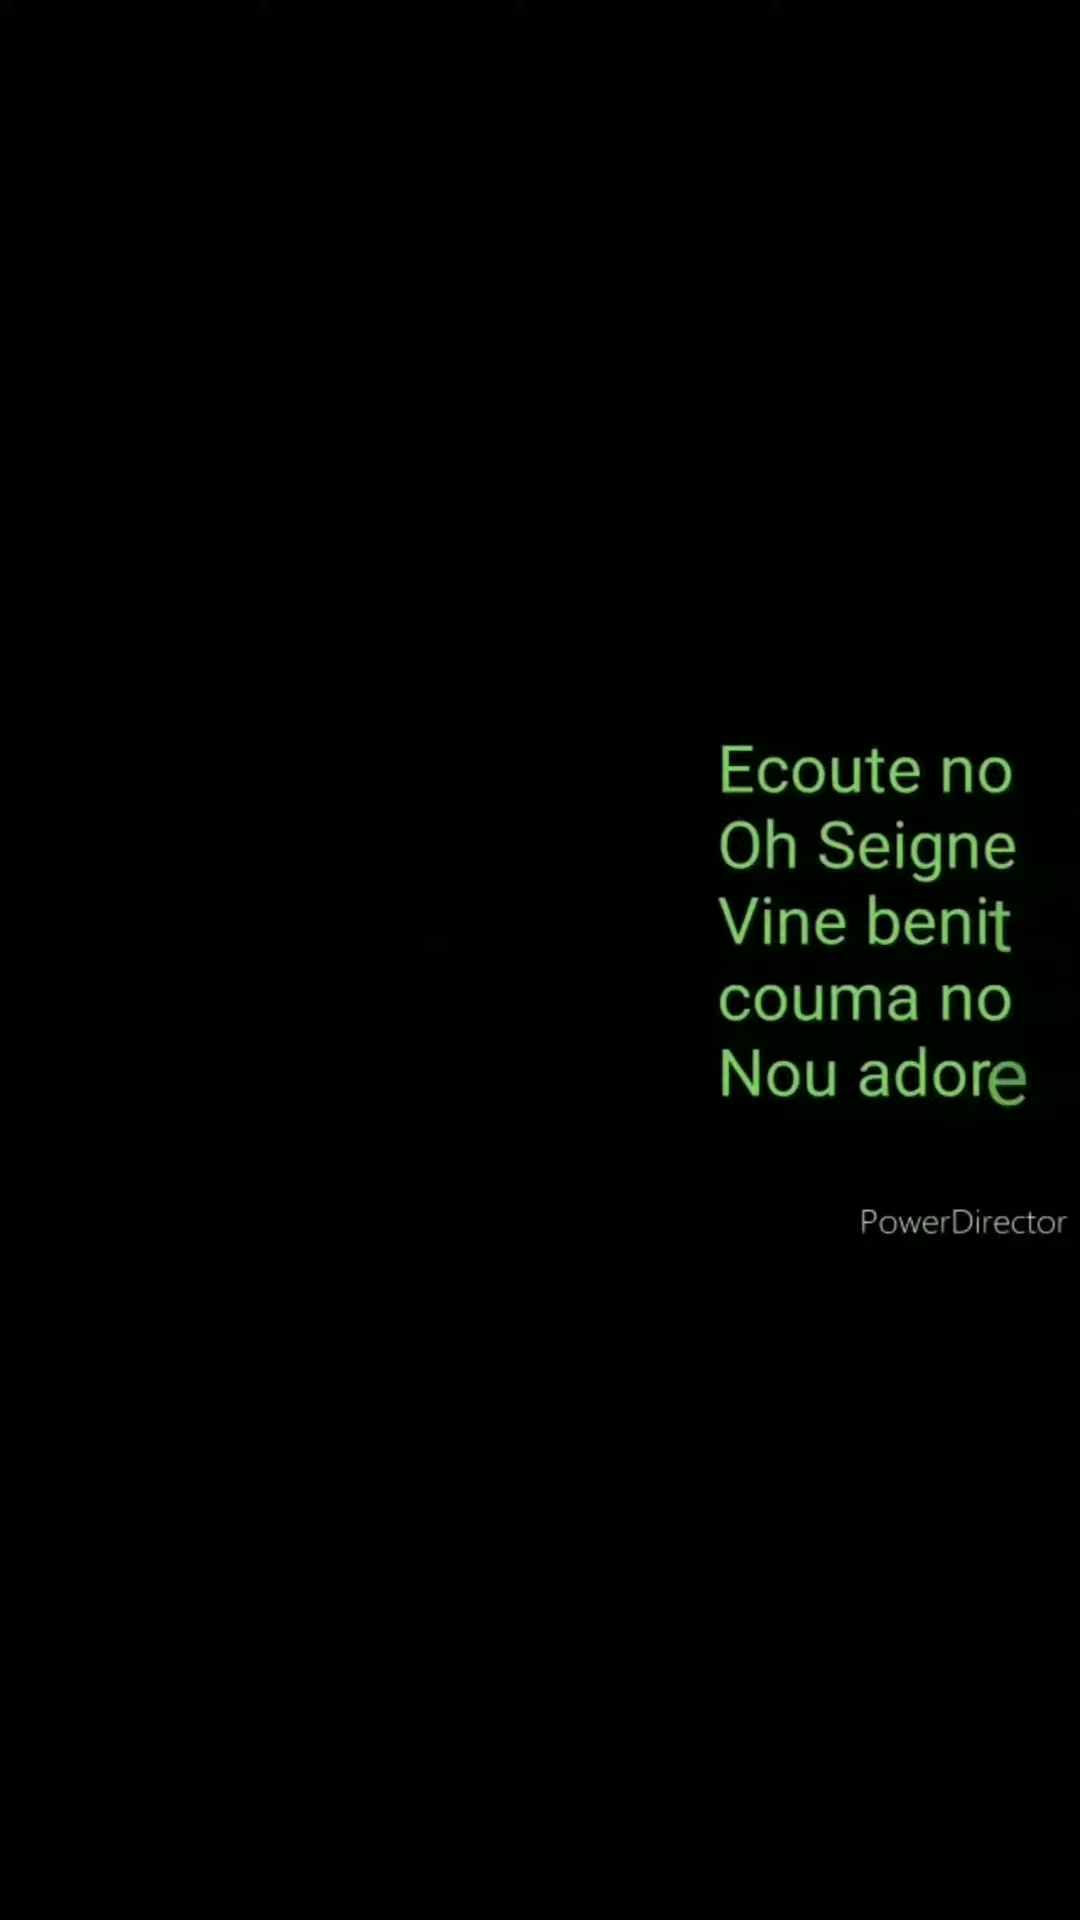 Ecoute no
Oh Seigne
Vine benit
couma no
Nou adore
PowerDirector